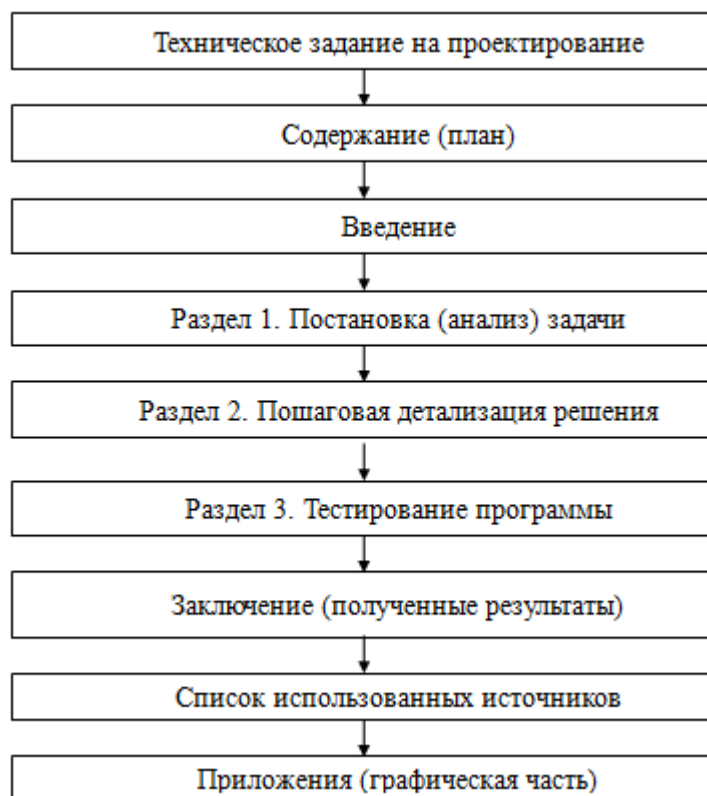 Техническое задание на проектирование
Содержание (план)
Введение
Раздел 1. Постановка (анализ) задачи
Раздел 2. Пошаговая детализация решения
Раздел 3. Тестирование программы
Заключение (полученные результаты)
Список использованных источников
Приложения (графическая часть)